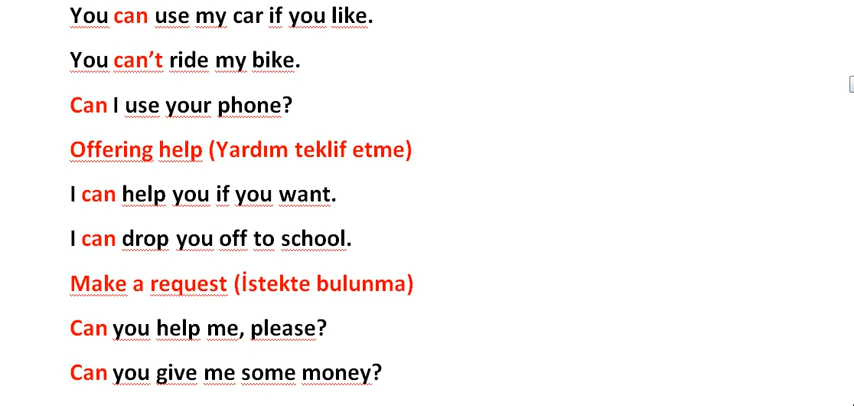 You can use my car if you like.
You can’t ride my bike.
Can I use your phone?
Offering help (Yardım teklif etme)
I can help you if you want.
I can drop you off to school.
Make a request (İstekte bulunma)
Can you help me, please?
Can you give me some money?